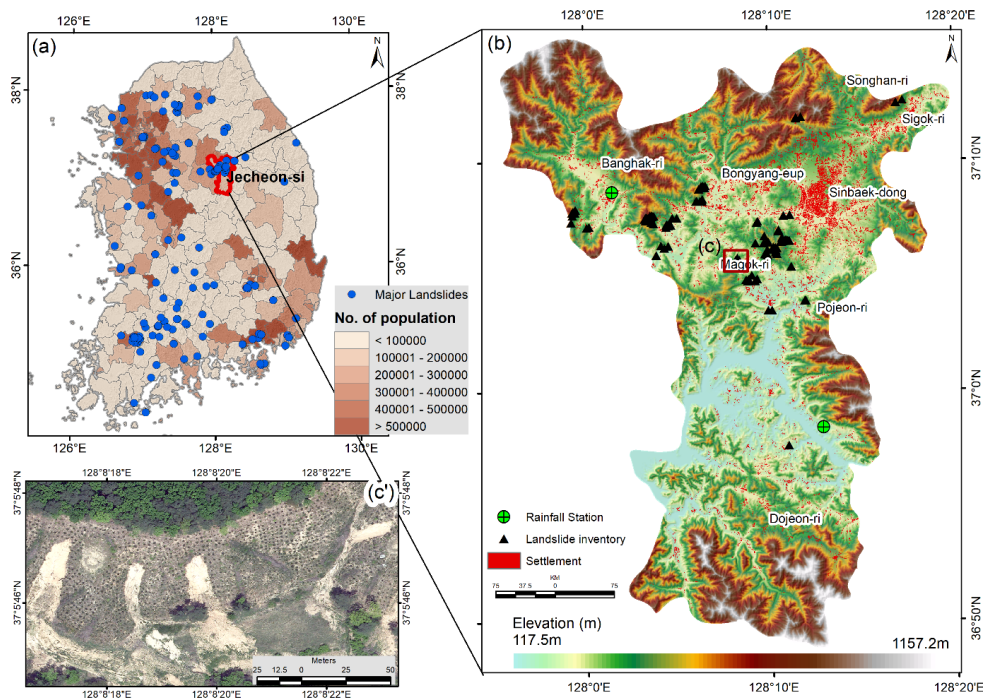 126°E
128°E
130°E
(a)
N
38°N
38°N
36°N
36°N
Jecheon-si
Major Landslides
No. of population
< 100000
100001 - 200000
200001 - 300000
300001 - 400000
400001 - 500000
> 500000
126°E
128°E
130°E
128°8'18"E
128°8'20"E
128°8'22"E
(c')
37°5'48"N
37°5'48"N
37°5'46"N
37°5'46"N
Meters
25 12.5 0 25 50
128°8'18"E
128°8'20"E
128°8'22"E
128°0'E
128°10'E
128°20'E
(b)
N
Songhan-ri
Sigok-ri
37°10'N
Banghak-ri
Bongyang-eup
Sinbaek-dong
(c)
Magok-ri
Pojeon-ri
37°0'N
Dojeon-ri
Rainfall Station
Landslide inventory
Settlement
KM
75 37.5 0 75
36°50'N
Elevation (m)
117.5m
1157.2m
128°0'E
128°10'E
128°20'E